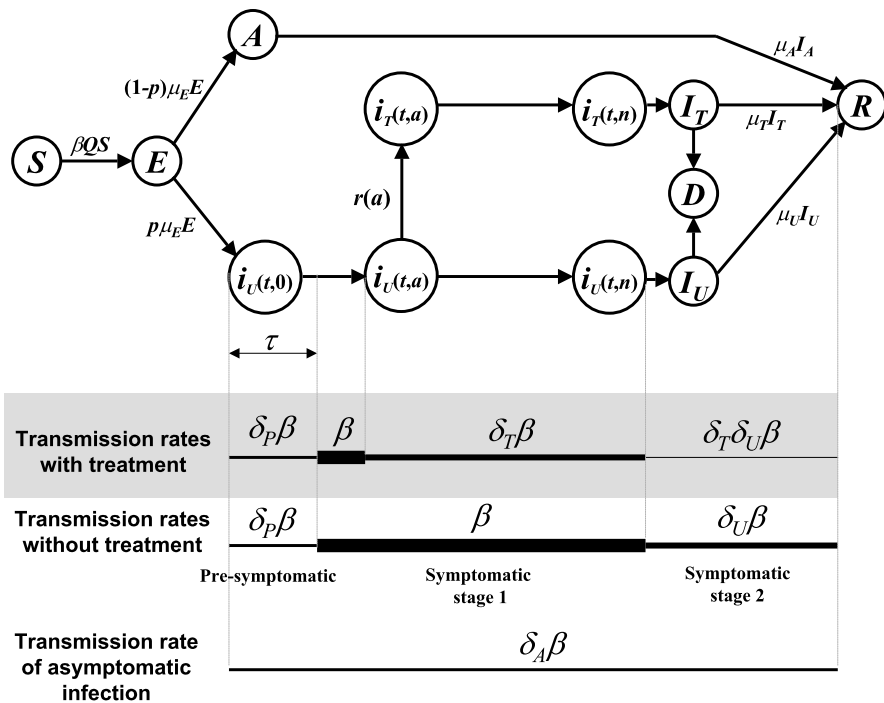 A
μ_A I_A
(1-p)μ_E E
i_T(t,a)
i_T(t,n)
I_T
μ_T I_T
R
S
βQS
E
r(a)
D
pμ_E E
μ_U I_U
i_U(t,0)
i_U(t,a)
i_U(t,n)
I_U
τ
Transmission rates
with treatment
δ_P β
β
δ_T β
δ_T δ_U β
Transmission rates
without treatment
δ_P β
β
δ_U β
Pre-symptomatic
Symptomatic
stage 1
Symptomatic
stage 2
Transmission rate
of asymptomatic
infection
δ_A β